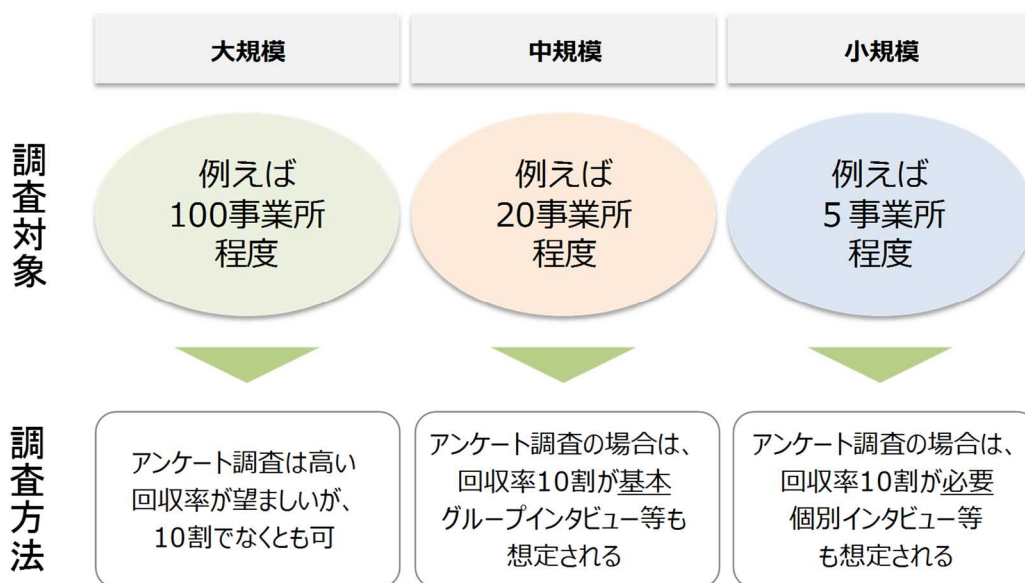 大規模
中規模
小規模
調査対象
例えば
100事業所
程度
例えば
20事業所
程度
例えば
5事業所
程度
調査方法
アンケート調査は高い
回収率が望ましいが、
10割でなくとも可
アンケート調査の場合は、
回収率10割が基本
グループインタビュー等も
想定される
アンケート調査の場合は、
回収率10割が必要
個別インタビュー等
も想定される